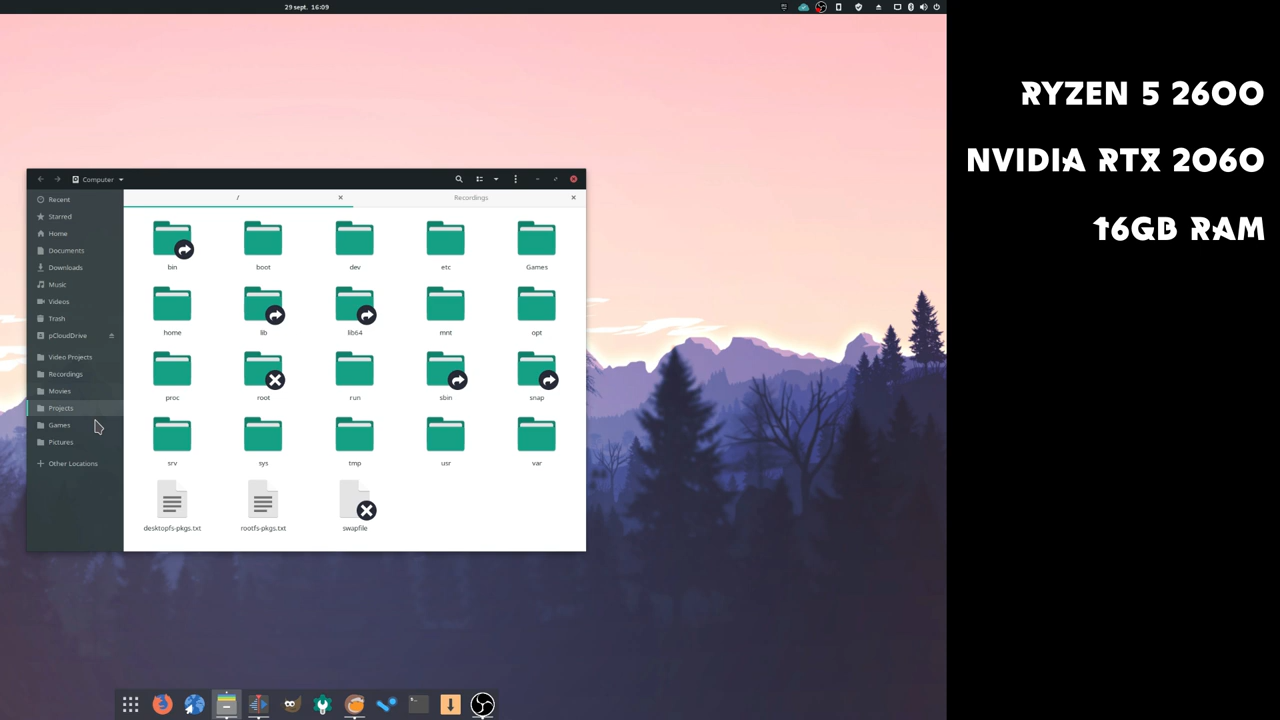 29 sept. 16:09
RYZEN 5 2600
NVIDIA RTX 2060
16GB RAM
Computer
/
Recordings
Recent
Starred
Home
Documents
Downloads
Music
Videos
Trash
pCloudDrive
Video Projects
Recordings
Movies
Projects
Games
Pictures
Other Locations
bin
boot
dev
etc
Games
home
lib
lib64
mnt
opt
proc
root
run
sbin
snap
srv
sys
tmp
usr
var
desktopfs-pkgs.txt
rootfs-pkgs.txt
swapfile